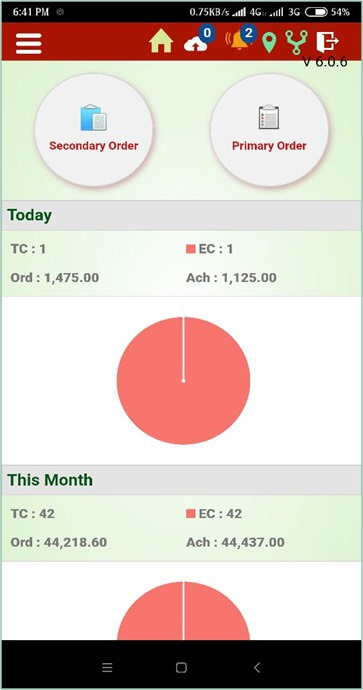 6:41 PM 0.75KB/s 4G 3G 54%
0 2
V 6.0.6
Secondary Order Primary Order
Today
TC : 1 EC : 1
Ord : 1,475.00 Ach : 1,125.00
This Month
TC : 42 EC : 42
Ord : 44,218.60 Ach : 44,437.00